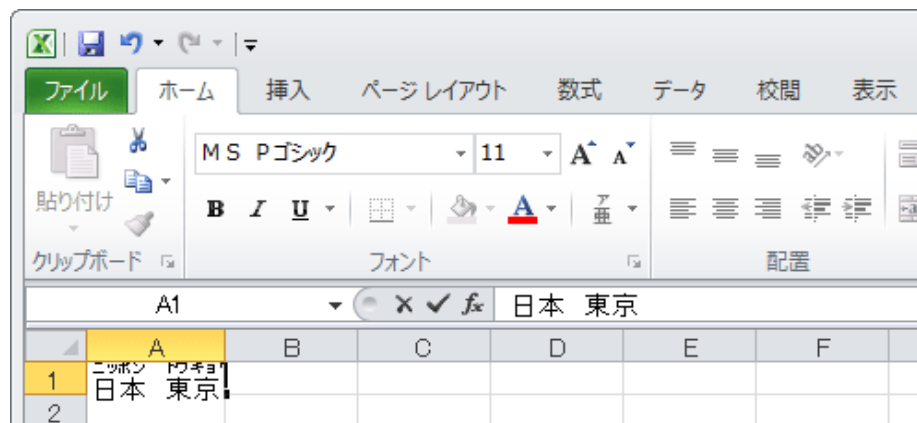 ファイル ホーム 挿入 ページ レイアウト 数式 データ 校閲 表示
ＭＳ Ｐゴシック 11 A A
貼り付け
B I U A ア亜
クリップボード フォント 配置
A1 fx 日本 東京
A B C D E F
ニッポン トウキョウ
1 日本 東京
2